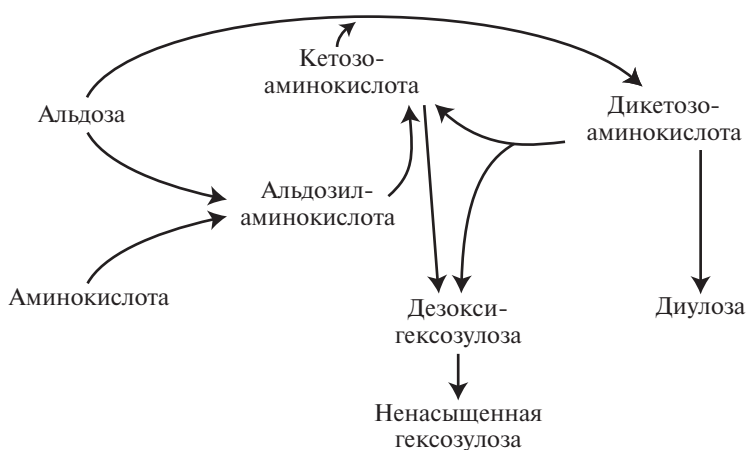 Кетозо-
аминокислота
Альдоза
Дикетозо-
аминокислота
Альдозил-
аминокислота
Аминокислота
Дезокси-
гексозулоза
Диулоза
Ненасыщенная
гексозулоза